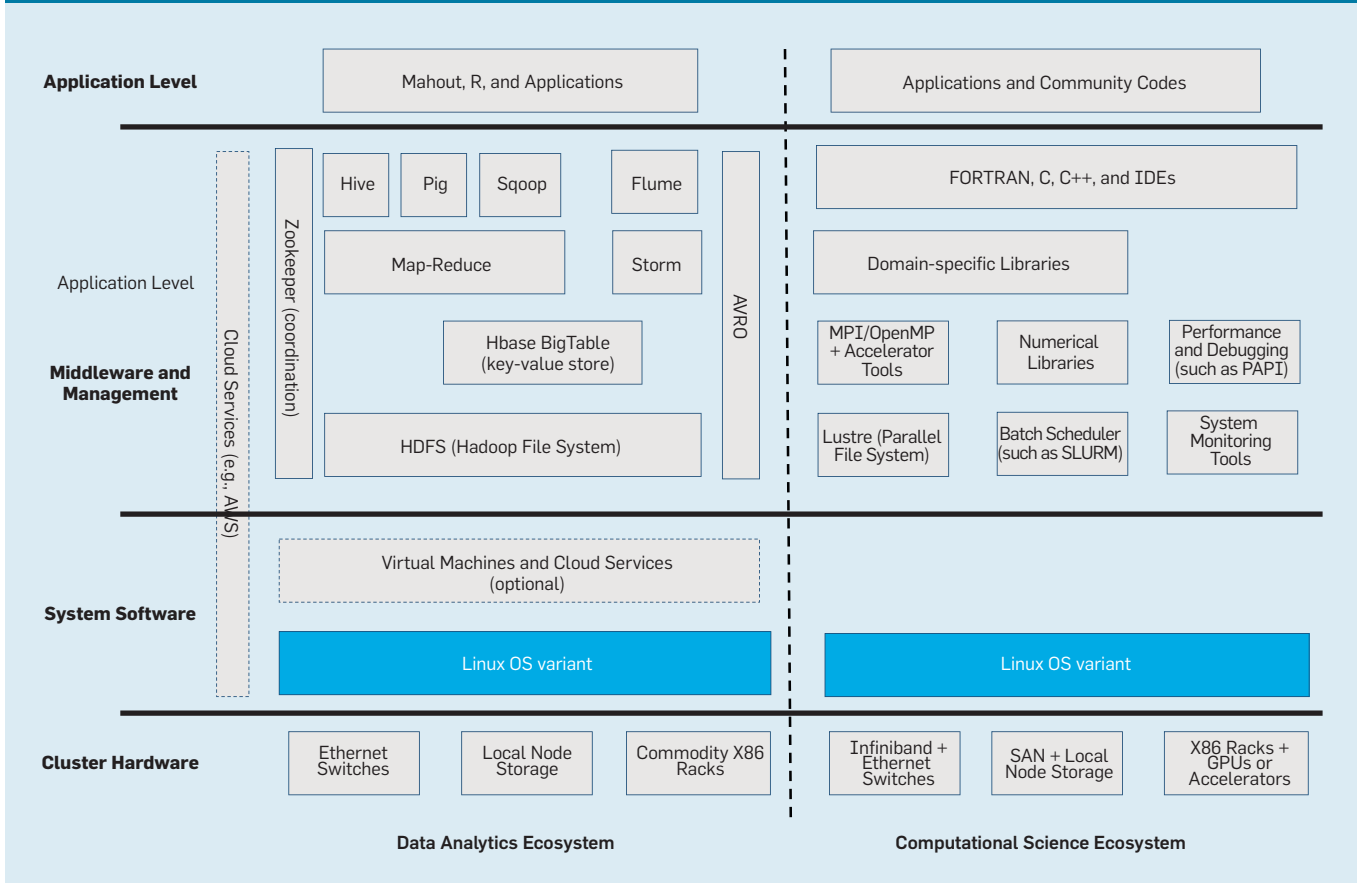 Application Level
Mahout, R, and Applications
Applications and Community Codes
Cloud Services (e.g., AWS)
Zookeeper (coordination)
Hive
Pig
Sqoop
Flume
AVRO
FORTRAN, C, C++, and IDEs
Application Level
Map-Reduce
Storm
Domain-specific Libraries
Middleware and
Management
Hbase BigTable
(key-value store)
MPI/OpenMP
+ Accelerator
Tools
Numerical
Libraries
Performance
and Debugging
(such as PAPI)
HDFS (Hadoop File System)
Lustre (Parallel
File System)
Batch Scheduler
(such as SLURM)
System
Monitoring
Tools
System Software
Virtual Machines and Cloud Services
(optional)
Linux OS variant
Linux OS variant
Cluster Hardware
Ethernet
Switches
Local Node
Storage
Commodity X86
Racks
Infiniband +
Ethernet
Switches
SAN + Local
Node Storage
X86 Racks +
GPUs or
Accelerators
Data Analytics Ecosystem
Computational Science Ecosystem